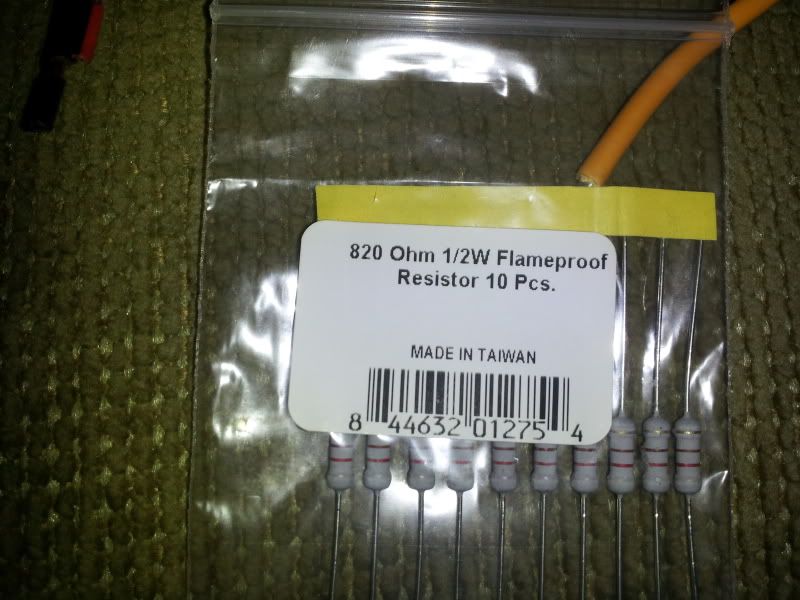 820 Ohm 1/2W Flameproof
Resistor 10 Pcs.
MADE IN TAIWAN
8 44632 01275 4